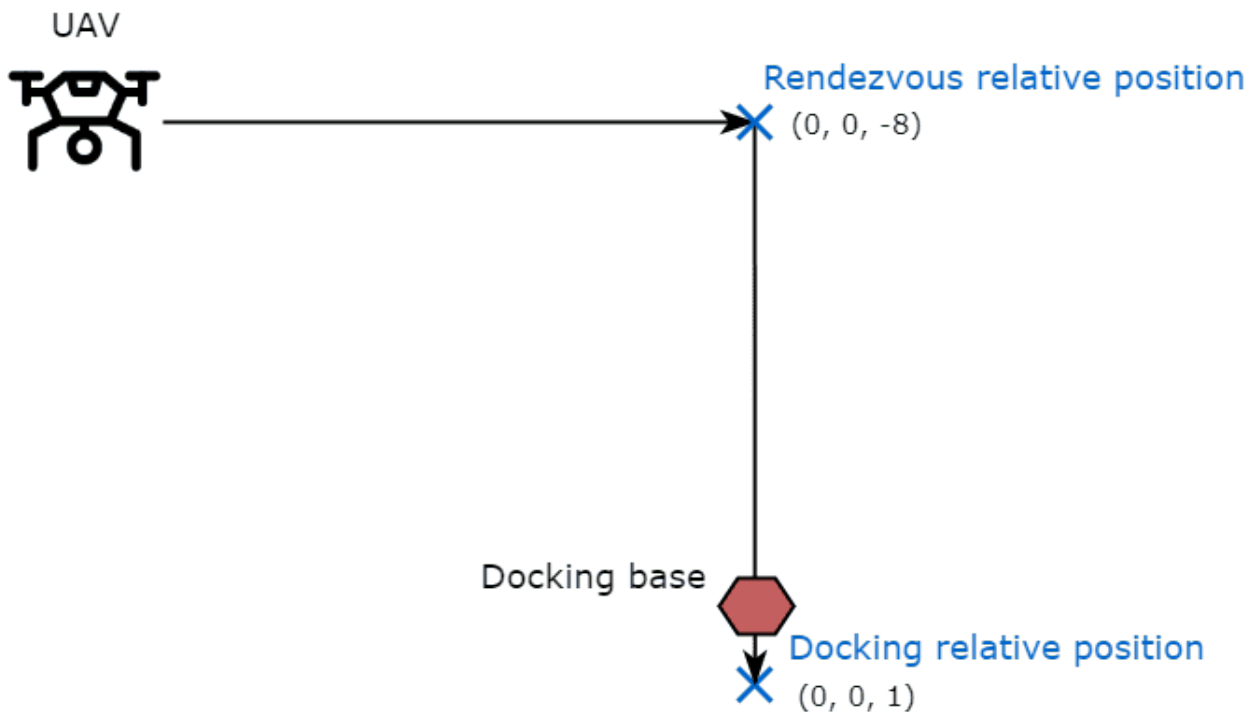 UAV
Rendezvous relative position
(0, 0, -8)
Docking base
Docking relative position
(0, 0, 1)